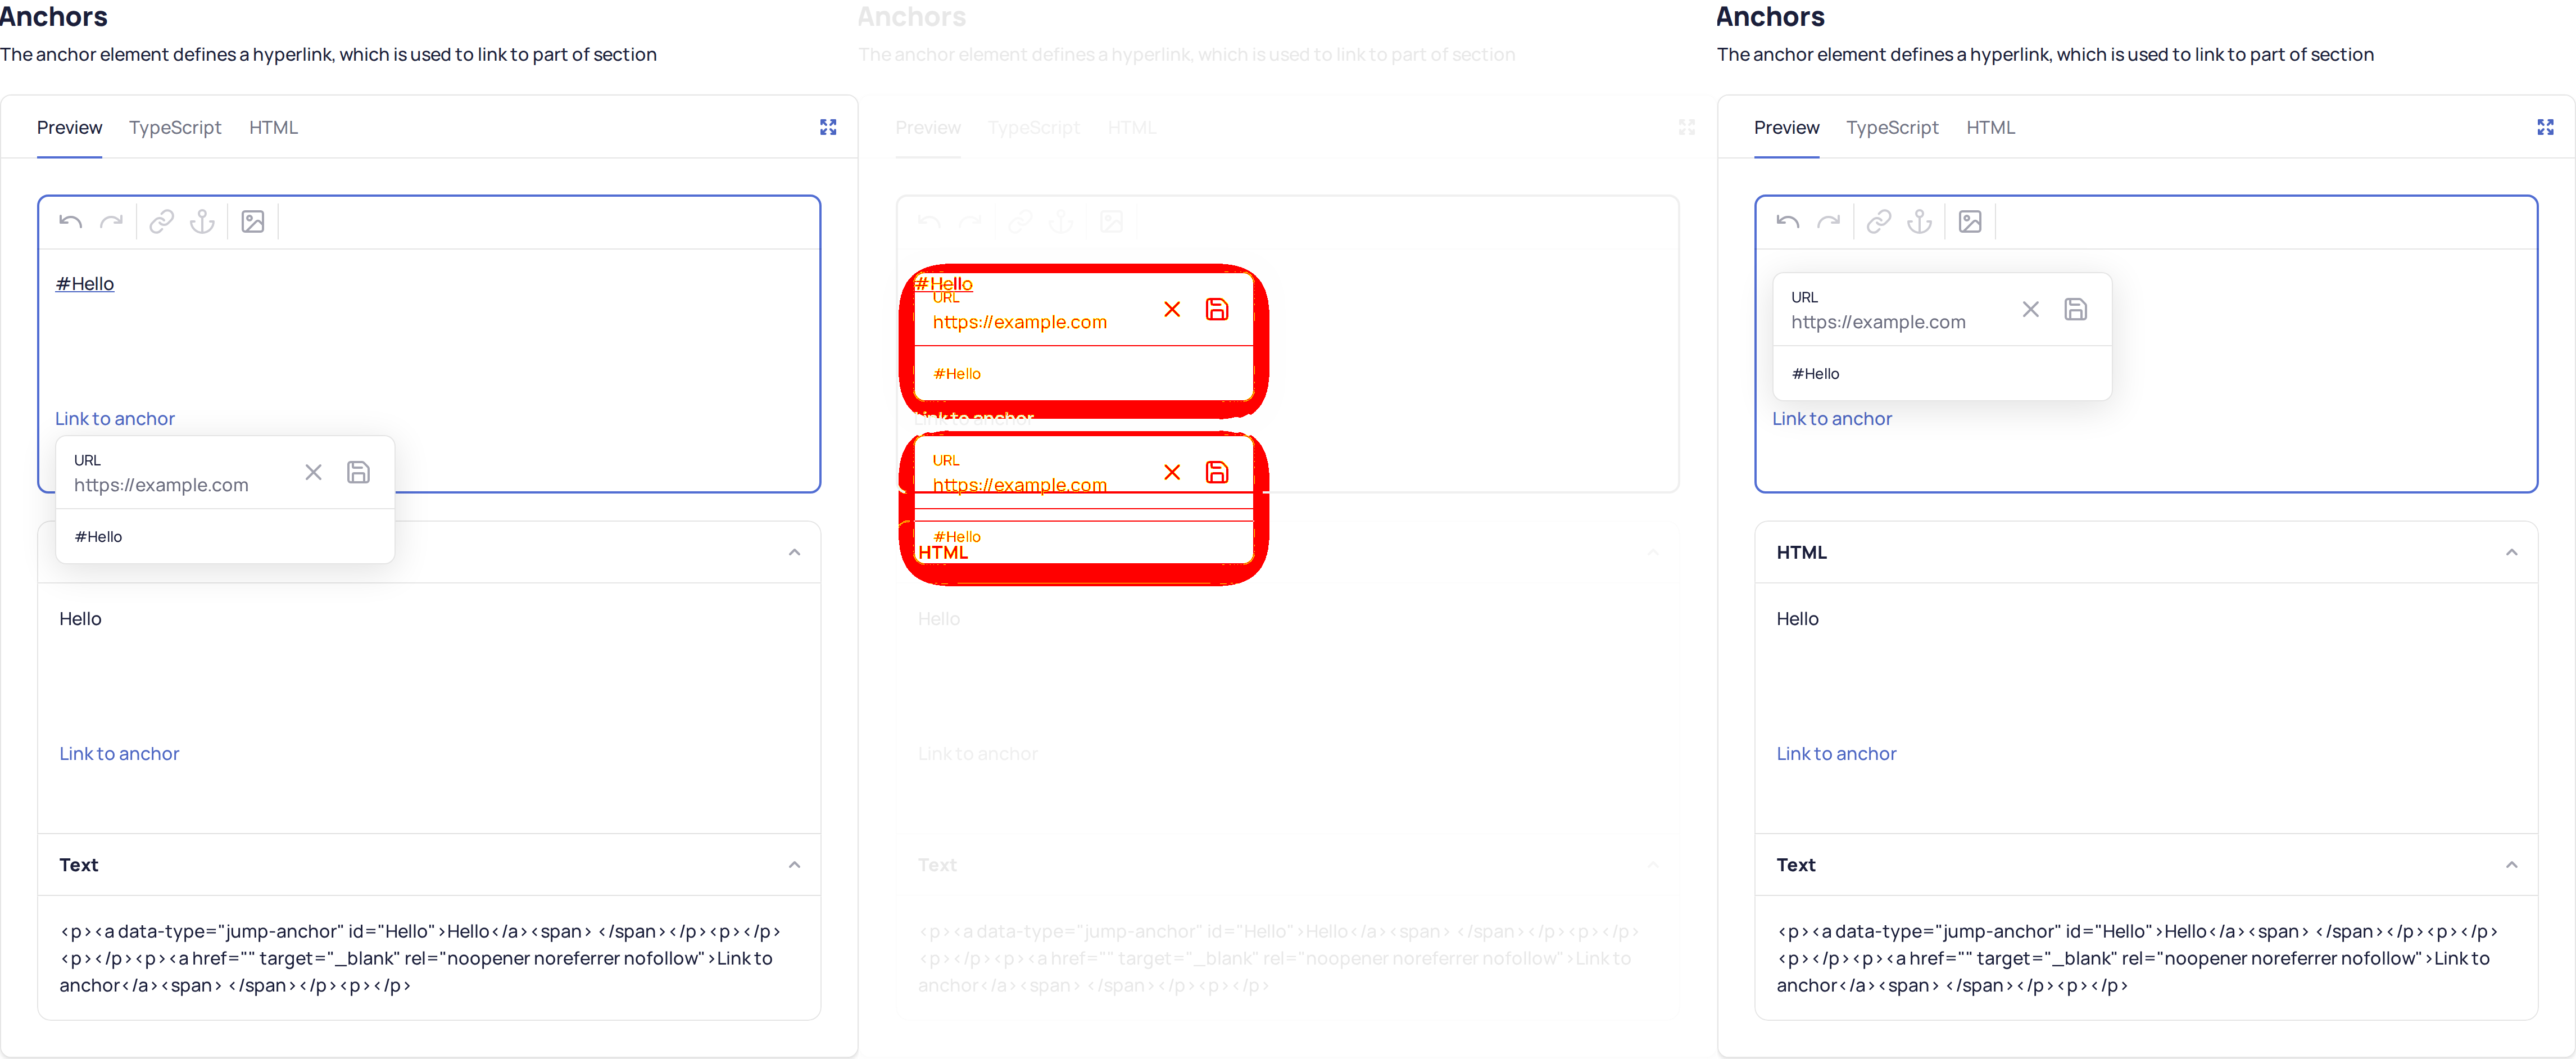 Anchors
The anchor element defines a hyperlink, which is used to link to part of section
Preview TypeScript HTML
#Hello
Link to anchor
URL
https://example.com
#Hello
Hello
Link to anchor
Text
<p><a data-type="jump-anchor" id="Hello">Hello</a><span> </span></p><p></p>
<p></p><p><a href="" target="_blank" rel="noopener noreferrer nofollow">Link to
anchor</a><span> </span></p><p></p>
Anchors
The anchor element defines a hyperlink, which is used to link to part of section
Preview TypeScript HTML
#Hello
URL
https://example.com
#Hello
Link to anchor
URL
https://example.com
#Hello
HTML
Hello
Link to anchor
Text
<p><a data-type="jump-anchor" id="Hello">Hello</a><span> </span></p><p></p>
<p></p><p><a href="" target="_blank" rel="noopener noreferrer nofollow">Link to
anchor</a><span> </span></p><p></p>
Anchors
The anchor element defines a hyperlink, which is used to link to part of section
Preview TypeScript HTML
URL
https://example.com
#Hello
Link to anchor
HTML
Hello
Link to anchor
Text
<p><a data-type="jump-anchor" id="Hello">Hello</a><span> </span></p><p></p>
<p></p><p><a href="" target="_blank" rel="noopener noreferrer nofollow">Link to
anchor</a><span> </span></p><p></p>